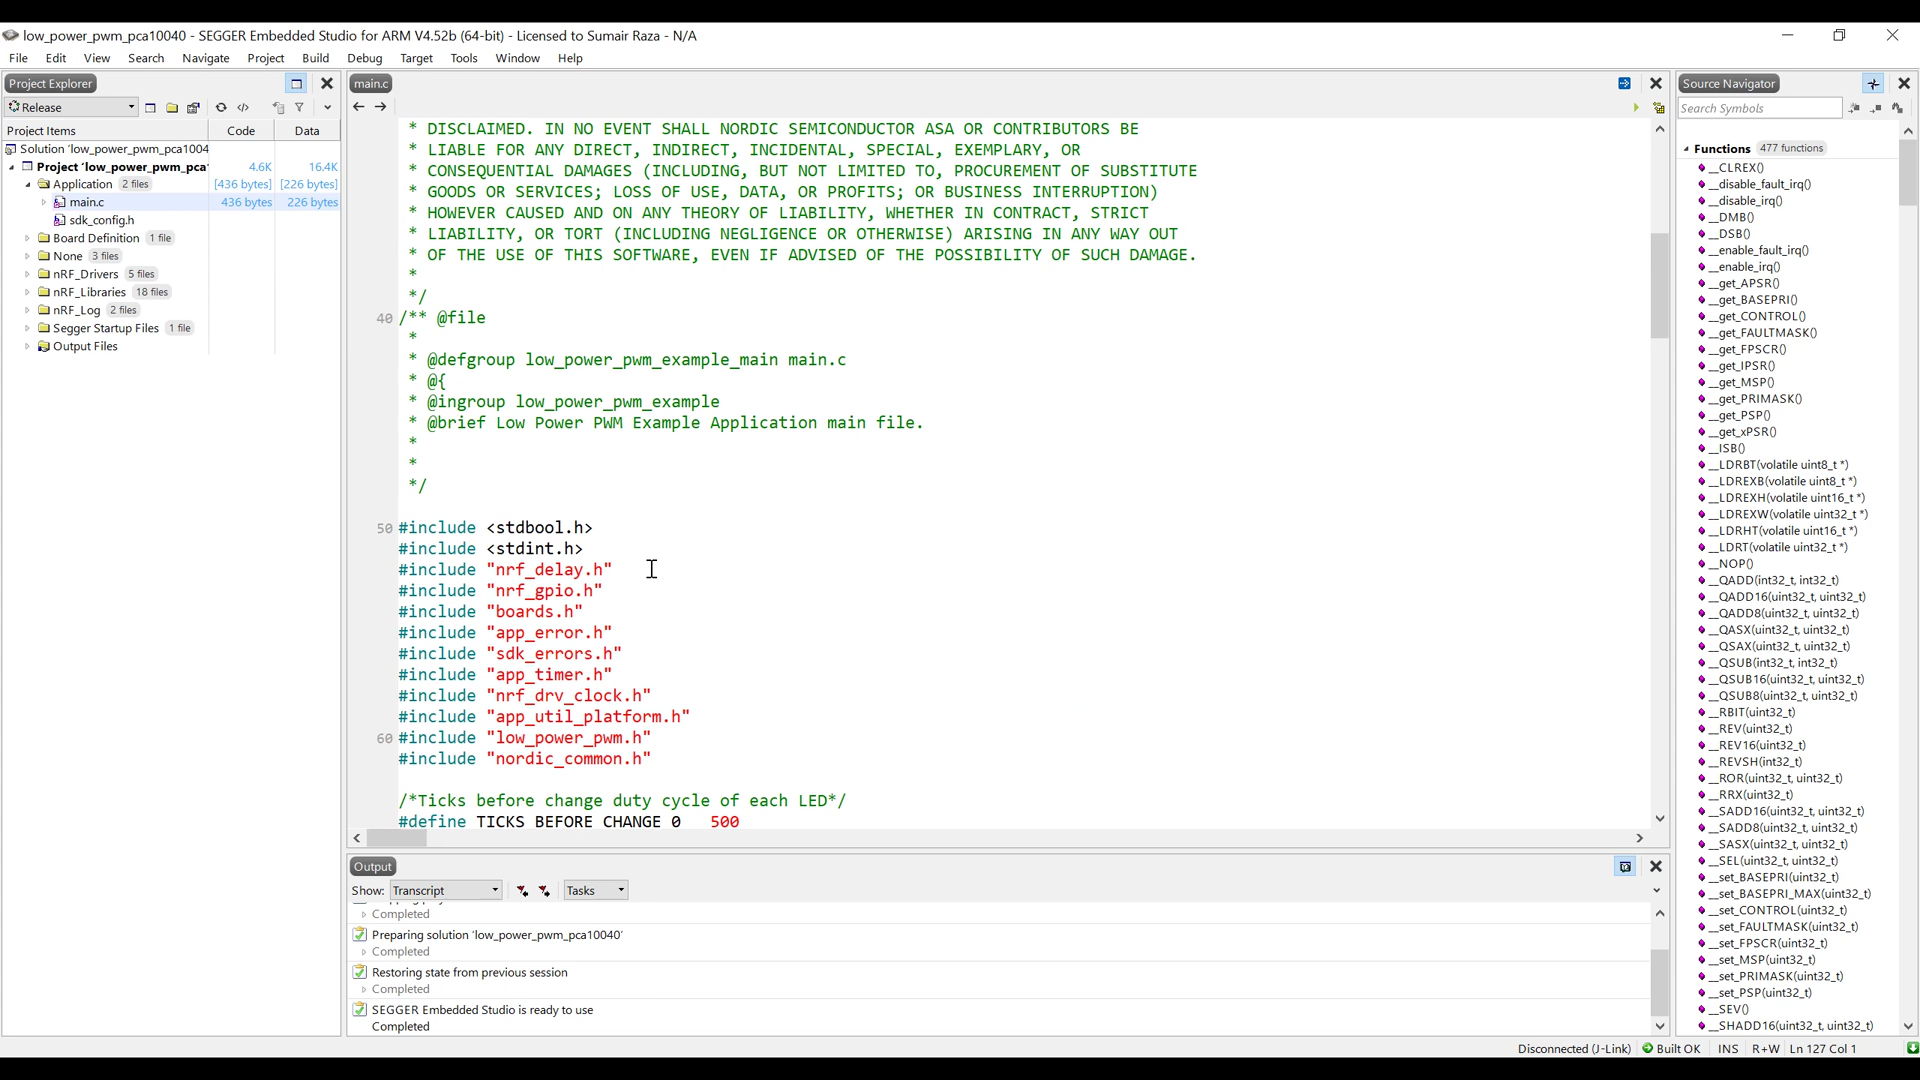 low_power_pwm_pca10040 - SEGGER Embedded Studio for ARM V4.52b (64-bit) - Licensed to Sumair Raza - N/A
File Edit View Search Navigate Project Build Debug Target Tools Window Help
Project Explorer
Release
Project Items Code Data
Solution 'low_power_pwm_pca1004
Project 'low_power_pwm_pca' 4.6K 16.4K
Application 2 files [436 bytes] [226 bytes]
main.c 436 bytes 226 bytes
sdk_config.h
Board Definition 1 file
None 3 files
nRF_Drivers 5 files
nRF_Libraries 18 files
nRF_Log 2 files
Segger Startup Files 1 file
Output Files
main.c
* DISCLAIMED. IN NO EVENT SHALL NORDIC SEMICONDUCTOR ASA OR CONTRIBUTORS BE
* LIABLE FOR ANY DIRECT, INDIRECT, INCIDENTAL, SPECIAL, EXEMPLARY, OR
* CONSEQUENTIAL DAMAGES (INCLUDING, BUT NOT LIMITED TO, PROCUREMENT OF SUBSTITUTE
* GOODS OR SERVICES; LOSS OF USE, DATA, OR PROFITS; OR BUSINESS INTERRUPTION)
* HOWEVER CAUSED AND ON ANY THEORY OF LIABILITY, WHETHER IN CONTRACT, STRICT
* LIABILITY, OR TORT (INCLUDING NEGLIGENCE OR OTHERWISE) ARISING IN ANY WAY OUT
* OF THE USE OF THIS SOFTWARE, EVEN IF ADVISED OF THE POSSIBILITY OF SUCH DAMAGE.
*
*/
40 /** @file
*
* @defgroup low_power_pwm_example_main main.c
* @{
* @ingroup low_power_pwm_example
* @brief Low Power PWM Example Application main file.
*
*
*/
50 #include <stdbool.h>
#include <stdint.h>
#include "nrf_delay.h"
#include "nrf_gpio.h"
#include "boards.h"
#include "app_error.h"
#include "sdk_errors.h"
#include "app_timer.h"
#include "nrf_drv_clock.h"
#include "app_util_platform.h"
60 #include "low_power_pwm.h"
#include "nordic_common.h"
/*Ticks before change duty cycle of each LED*/
#define TICKS_BEFORE_CHANGE_0 500
Output
Show: Transcript Tasks
Completed
Preparing solution 'low_power_pwm_pca10040'
Completed
Restoring state from previous session
Completed
SEGGER Embedded Studio is ready to use
Completed
Source Navigator
Search Symbols
Functions 477 functions
__CLREX()
__disable_fault_irq()
__disable_irq()
__DMB()
__DSB()
__enable_fault_irq()
__enable_irq()
__get_APSR()
__get_BASEPRI()
__get_CONTROL()
__get_FAULTMASK()
__get_FPSCR()
__get_IPSR()
__get_MSP()
__get_PRIMASK()
__get_PSP()
__get_xPSR()
__ISB()
__LDRBT(volatile uint8_t *)
__LDREXB(volatile uint8_t *)
__LDREXH(volatile uint16_t *)
__LDREXW(volatile uint32_t *)
__LDRHT(volatile uint16_t *)
__LDRT(volatile uint32_t *)
__NOP()
__QADD(int32_t, int32_t)
__QADD16(uint32_t, uint32_t)
__QADD8(uint32_t, uint32_t)
__QASX(uint32_t, uint32_t)
__QSAX(uint32_t, uint32_t)
__QSUB(int32_t, int32_t)
__QSUB16(uint32_t, uint32_t)
__QSUB8(uint32_t, uint32_t)
__RBIT(uint32_t)
__REV(uint32_t)
__REV16(uint32_t)
__REVSH(int32_t)
__ROR(uint32_t, uint32_t)
__RRX(uint32_t)
__SADD16(uint32_t, uint32_t)
__SADD8(uint32_t, uint32_t)
__SASX(uint32_t, uint32_t)
__SEL(uint32_t, uint32_t)
__set_BASEPRI(uint32_t)
__set_BASEPRI_MAX(uint32_t)
__set_CONTROL(uint32_t)
__set_FAULTMASK(uint32_t)
__set_FPSCR(uint32_t)
__set_MSP(uint32_t)
__set_PRIMASK(uint32_t)
__set_PSP(uint32_t)
__SEV()
__SHADD16(uint32_t, uint32_t)
Disconnected (J-Link) Built OK INS R+W Ln 127 Col 1